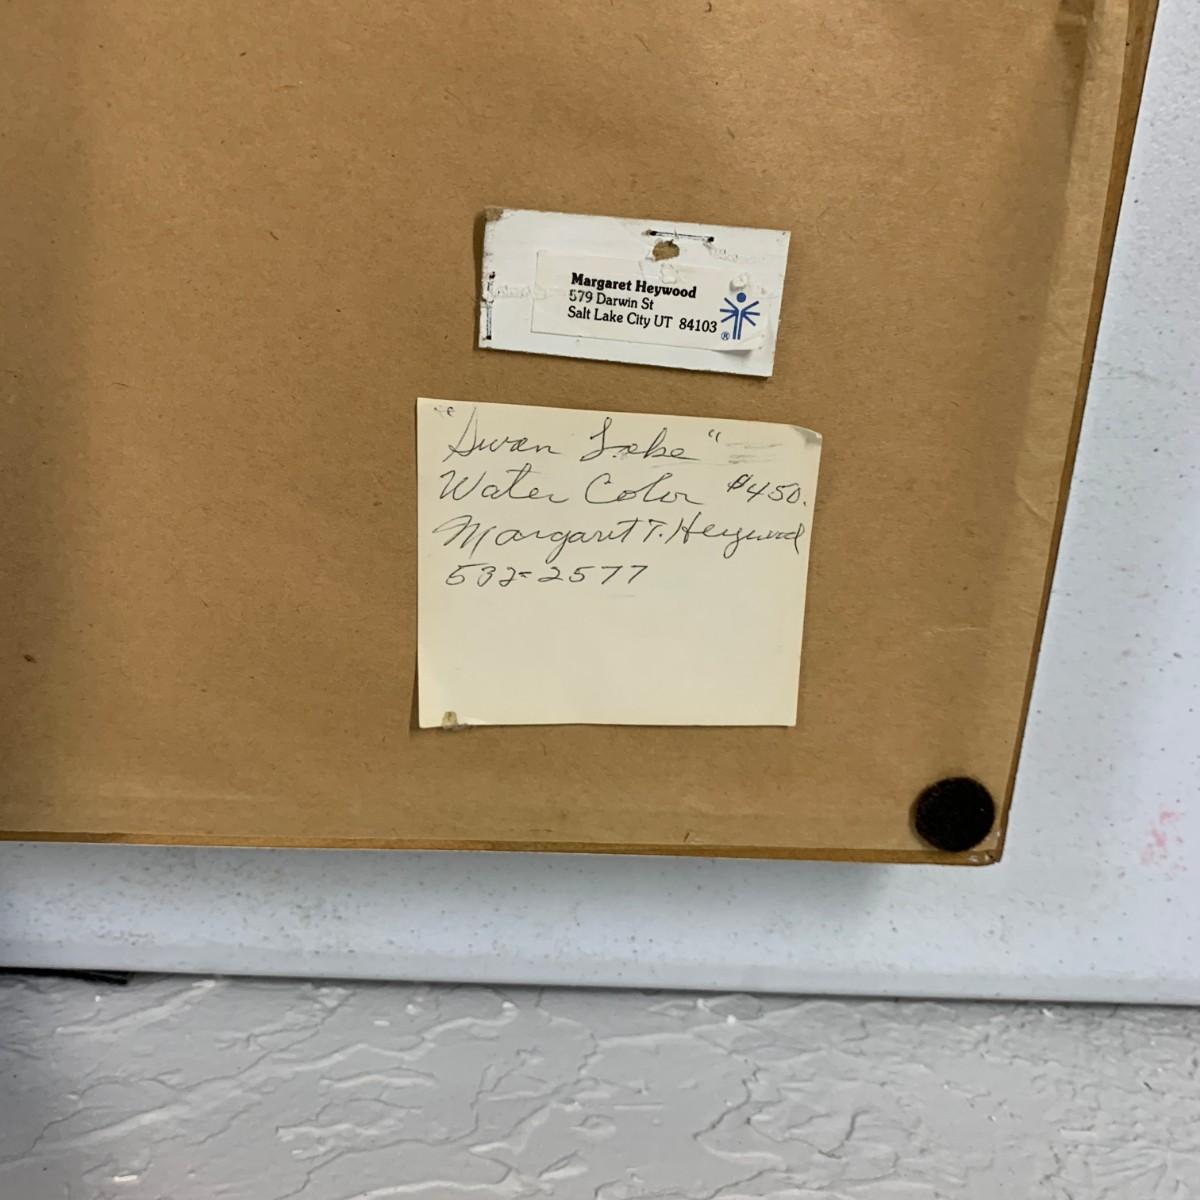 Margaret Heywood
579 Darwin St
Salt Lake City UT 84103
®
"Swan Lake"
Water Color $450.
Margaret T. Heywood
532-2577